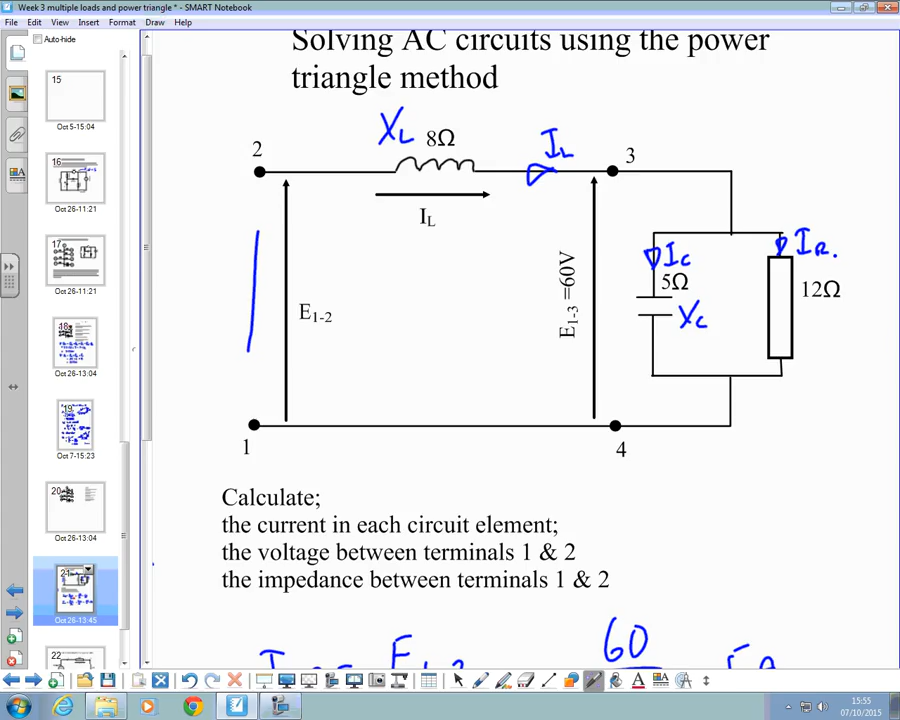 Week 3 multiple loads and power triangle * - SMART Notebook
File Edit View Insert Format Tools Add-ons Draw Help
Auto-hide
Solving AC circuits using the power
triangle method
XL 8Ω IL
2 3
IL
IC IR.
5Ω 12Ω
XC
E1-2
E1-3 =60V
1 4
Calculate;
the current in each circuit element;
the voltage between terminals 1 & 2
the impedance between terminals 1 & 2
60
15
Oct 5-15:04
16
Oct 26-11:21
17
Oct 26-11:21
18
Oct 26-13:04
19
Oct 7-15:23
20
Oct 26-13:04
21
Oct 26-13:45
22
15:55
07/10/2015